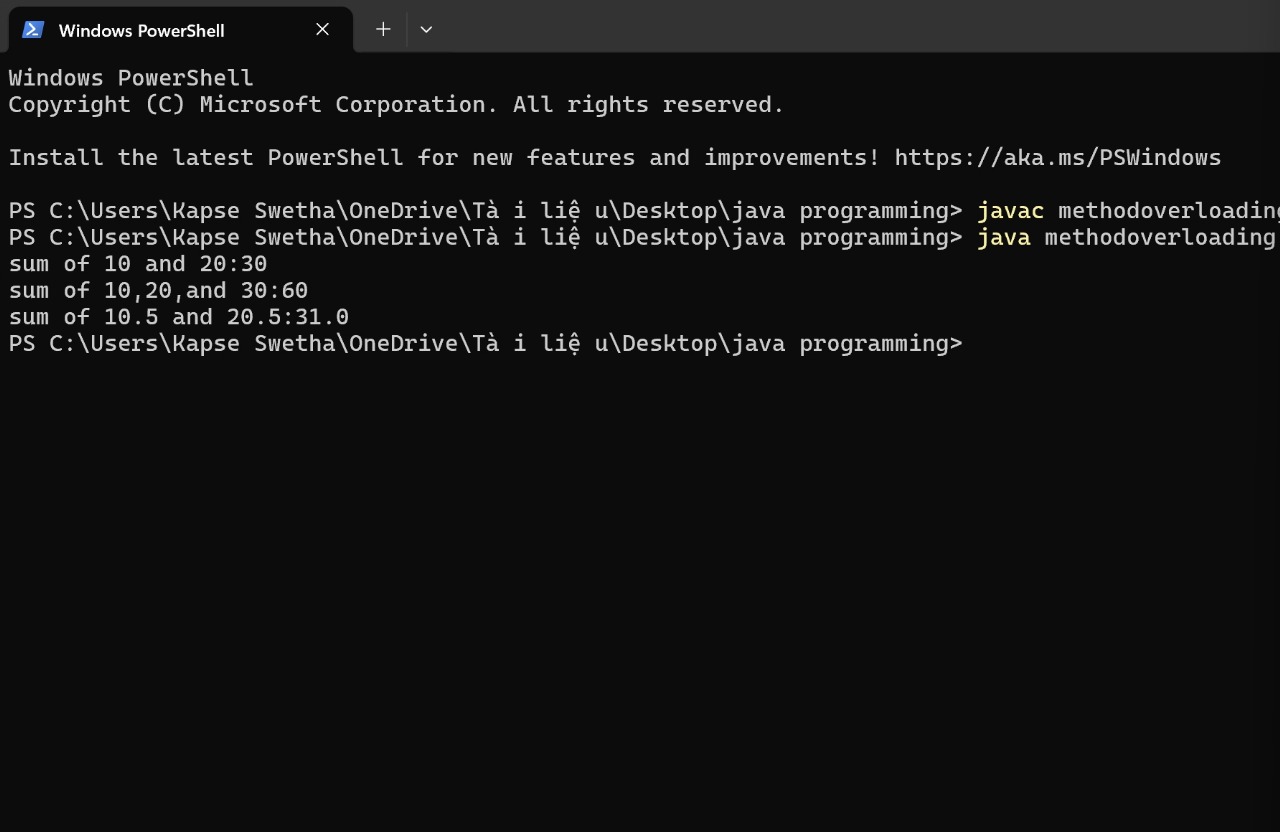 Windows PowerShell
Windows PowerShell
Copyright (C) Microsoft Corporation. All rights reserved.
Install the latest PowerShell for new features and improvements! https://aka.ms/PSWindows
PS C:\Users\Kapse Swetha\OneDrive\Tà i liệ u\Desktop\java programming> javac methodoverloading
PS C:\Users\Kapse Swetha\OneDrive\Tà i liệ u\Desktop\java programming> java methodoverloading
sum of 10 and 20:30
sum of 10,20,and 30:60
sum of 10.5 and 20.5:31.0
PS C:\Users\Kapse Swetha\OneDrive\Tà i liệ u\Desktop\java programming>